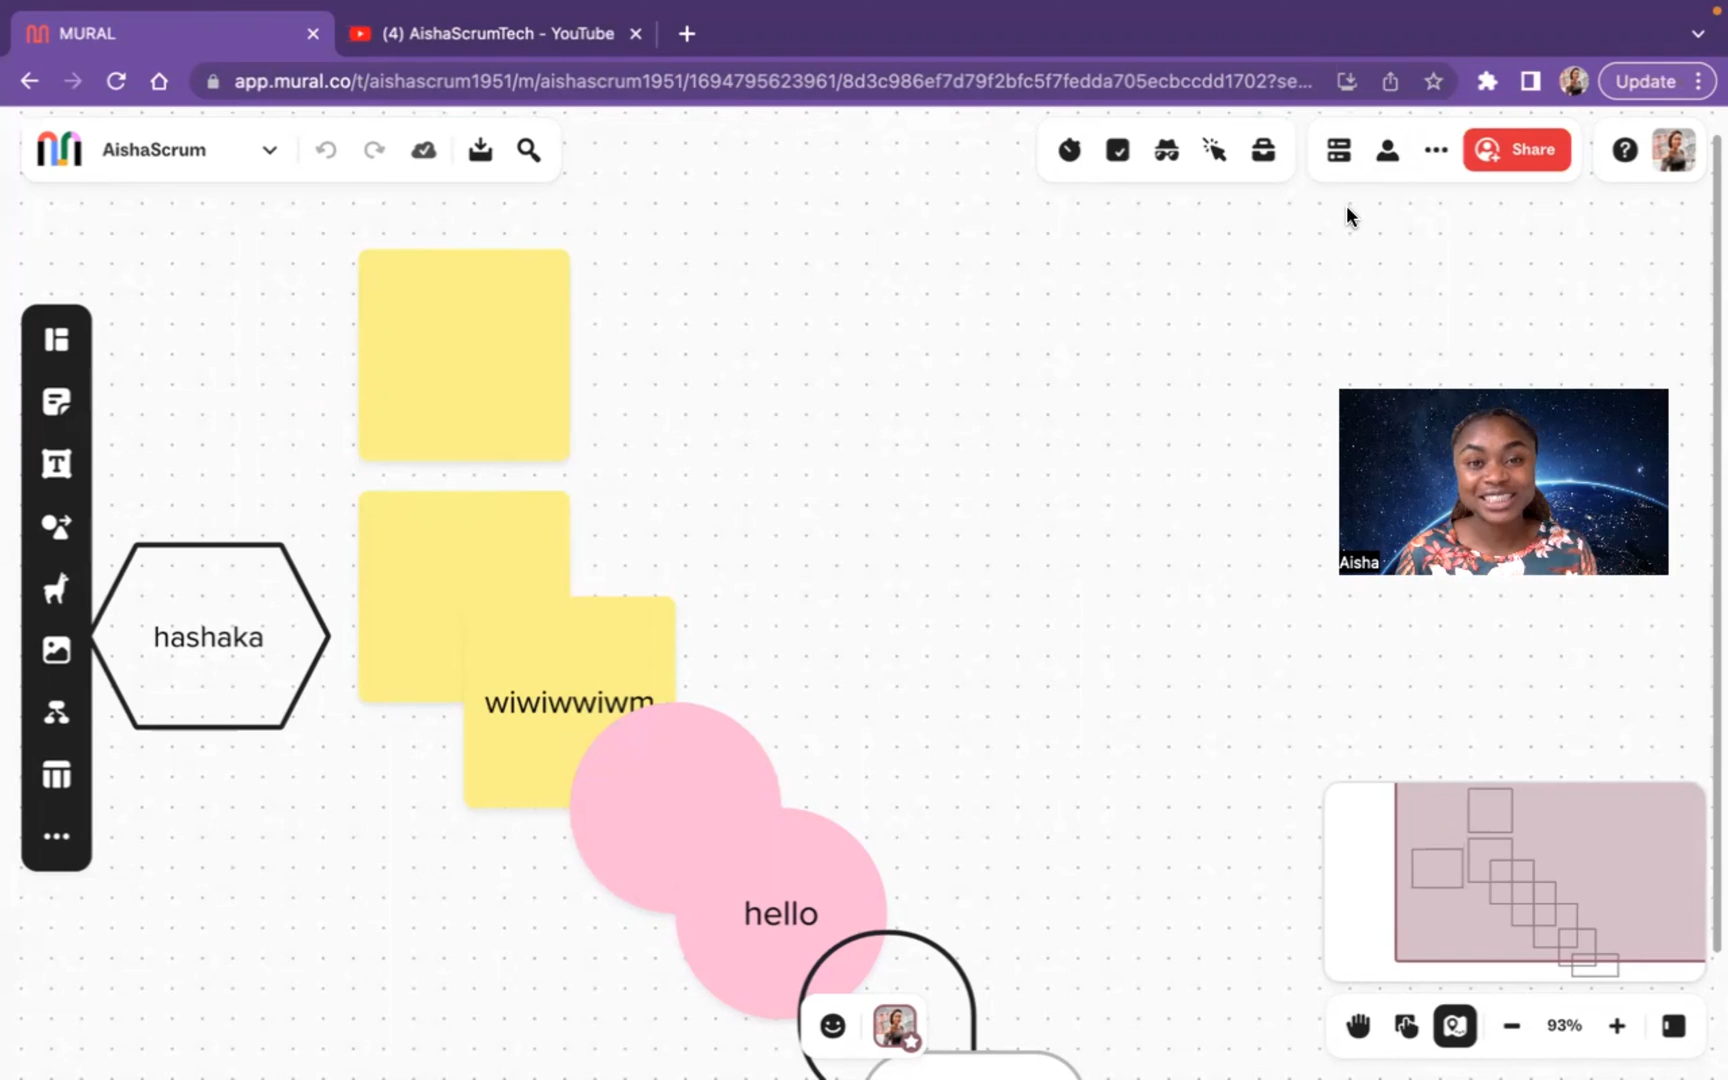 MURAL
(4) AishaScrumTech - YouTube
app.mural.co/t/aishascrum1951/m/aishascrum1951/1694795623961/8d3c986ef7d79f2bfc5f7fedda705ecbccdd1702?se...
Update
AishaScrum
Share
hashaka
wiwiwwiwm
hello
Aisha
93%